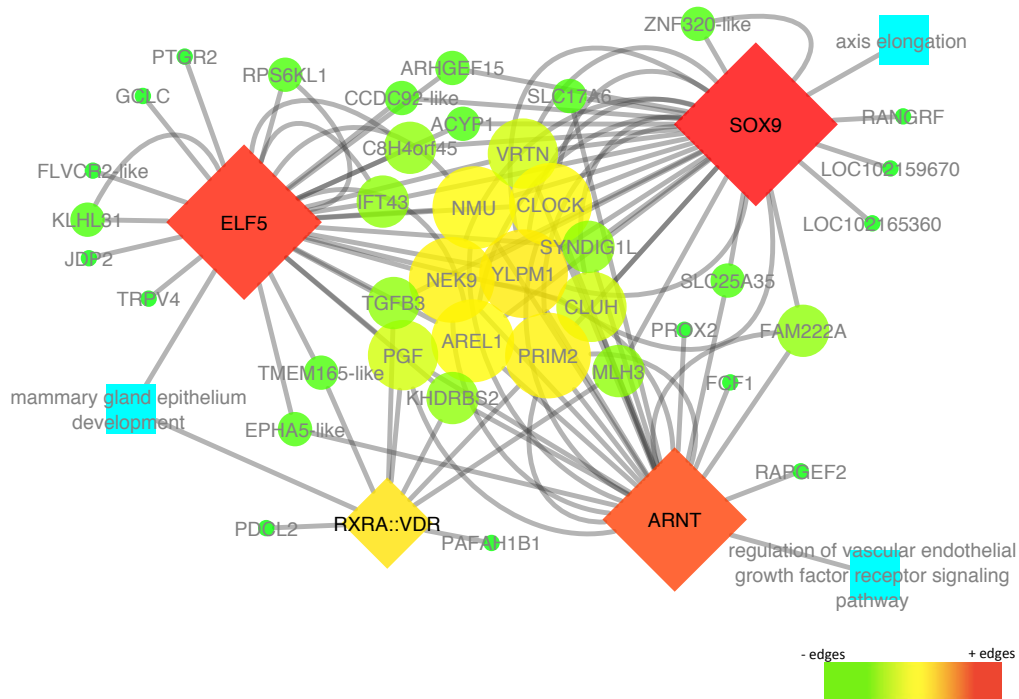 ZNF320-like
axis elongation
PTGR2
RPS6KL1
ARHGEF15
GCLC
CCDC92-like
SLC17A6
ACYP1
RANGRF
SOX9
C8H4orf45
VRTN
FLVCR2-like
LOC102159670
IFT43
NMU
CLOCK
KLHL31
ELF5
LOC102165360
SYNDIG1L
JDP2
NEK9
YLPM1
SLC25A35
TRPV4
TGFB3
CLUH
PROX2
FAM222A
PGF
AREL1
PRIM2
TMEM165-like
MLH3
FCF1
mammary gland epithelium
development
KHDRBS2
EPHA5-like
RAPGEF2
PDCL2
RXRA::VDR
ARNT
PAFAH1B1
regulation of vascular endothelial
growth factor receptor signaling
pathway
- edges
+ edges